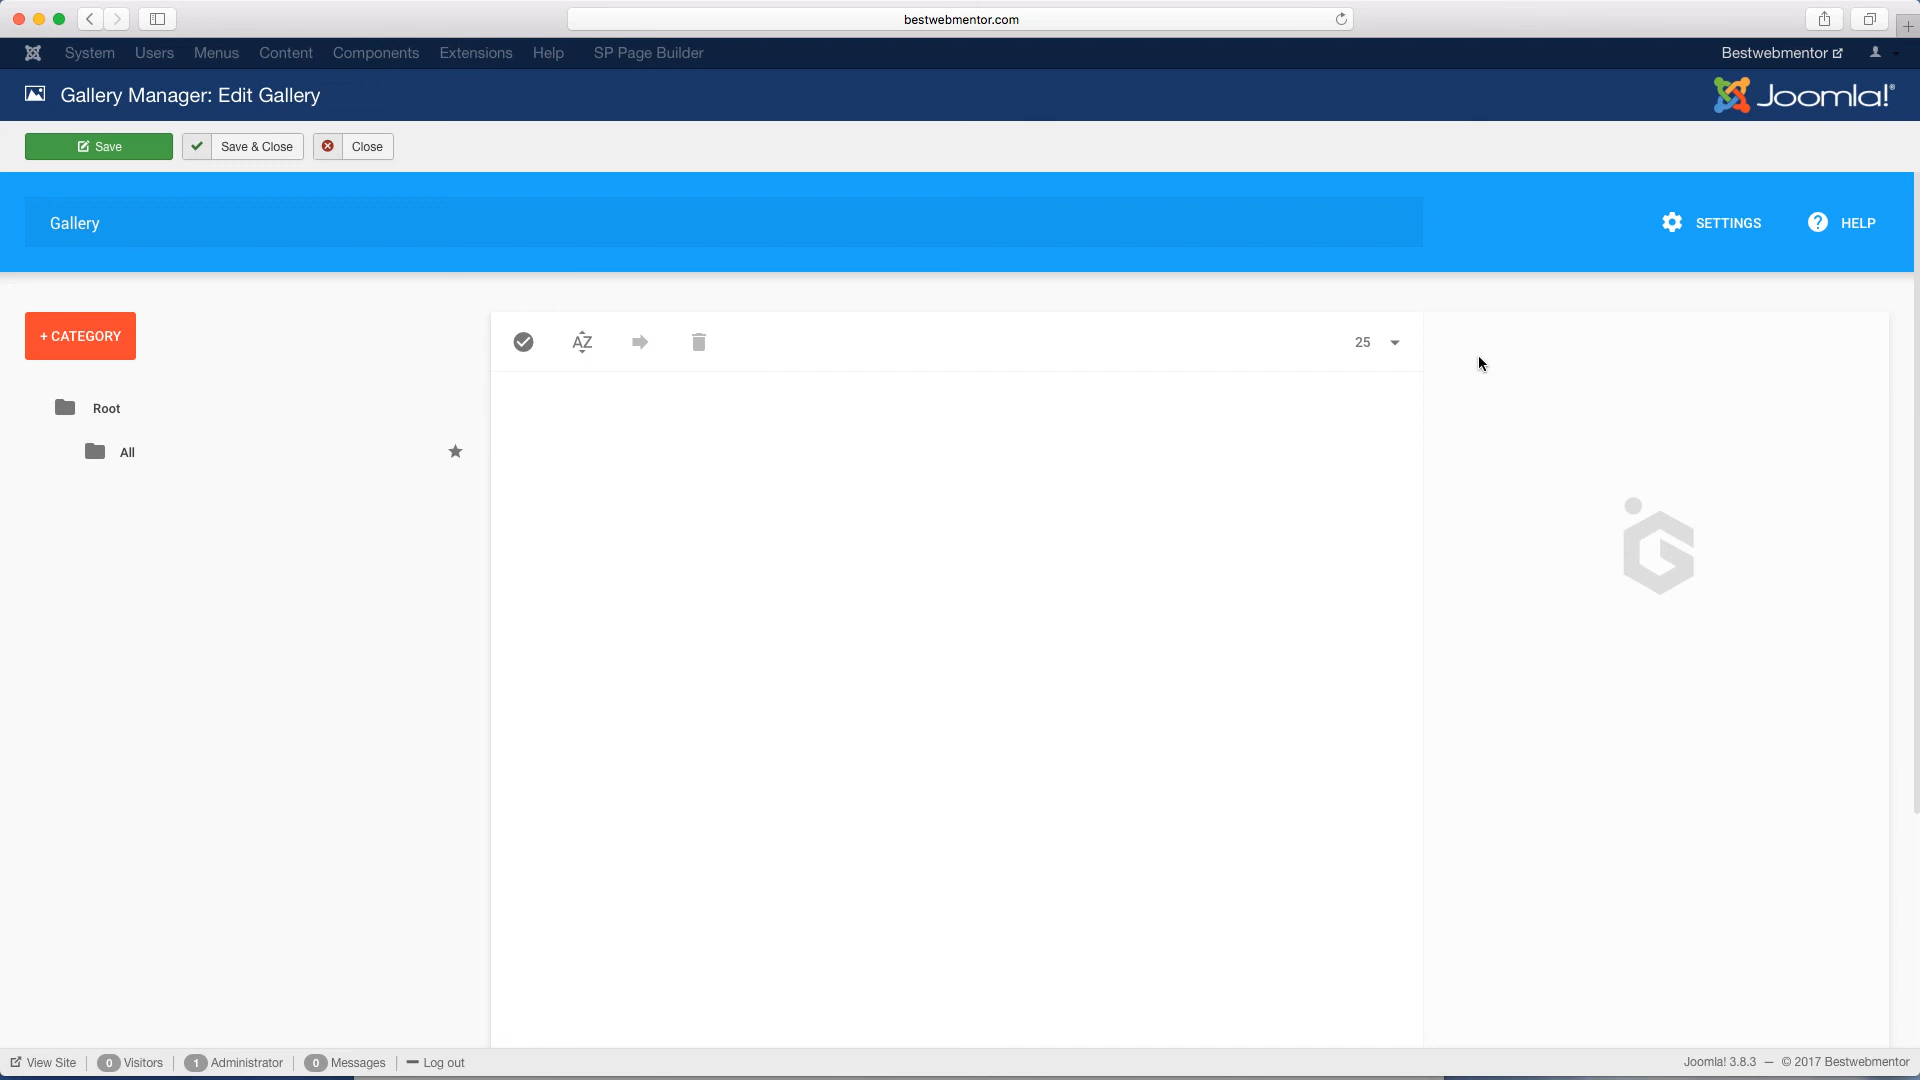 bestwebmentor.com
System Users Menus Content Components Extensions Help SP Page Builder Bestwebmentor
Gallery Manager: Edit Gallery
Joomla!®
Save Save & Close Close
Gallery SETTINGS HELP
+ CATEGORY AZ 25
Root
All
View Site 0 Visitors 1 Administrator 0 Messages Log out Joomla! 3.8.3 — © 2017 Bestwebmentor